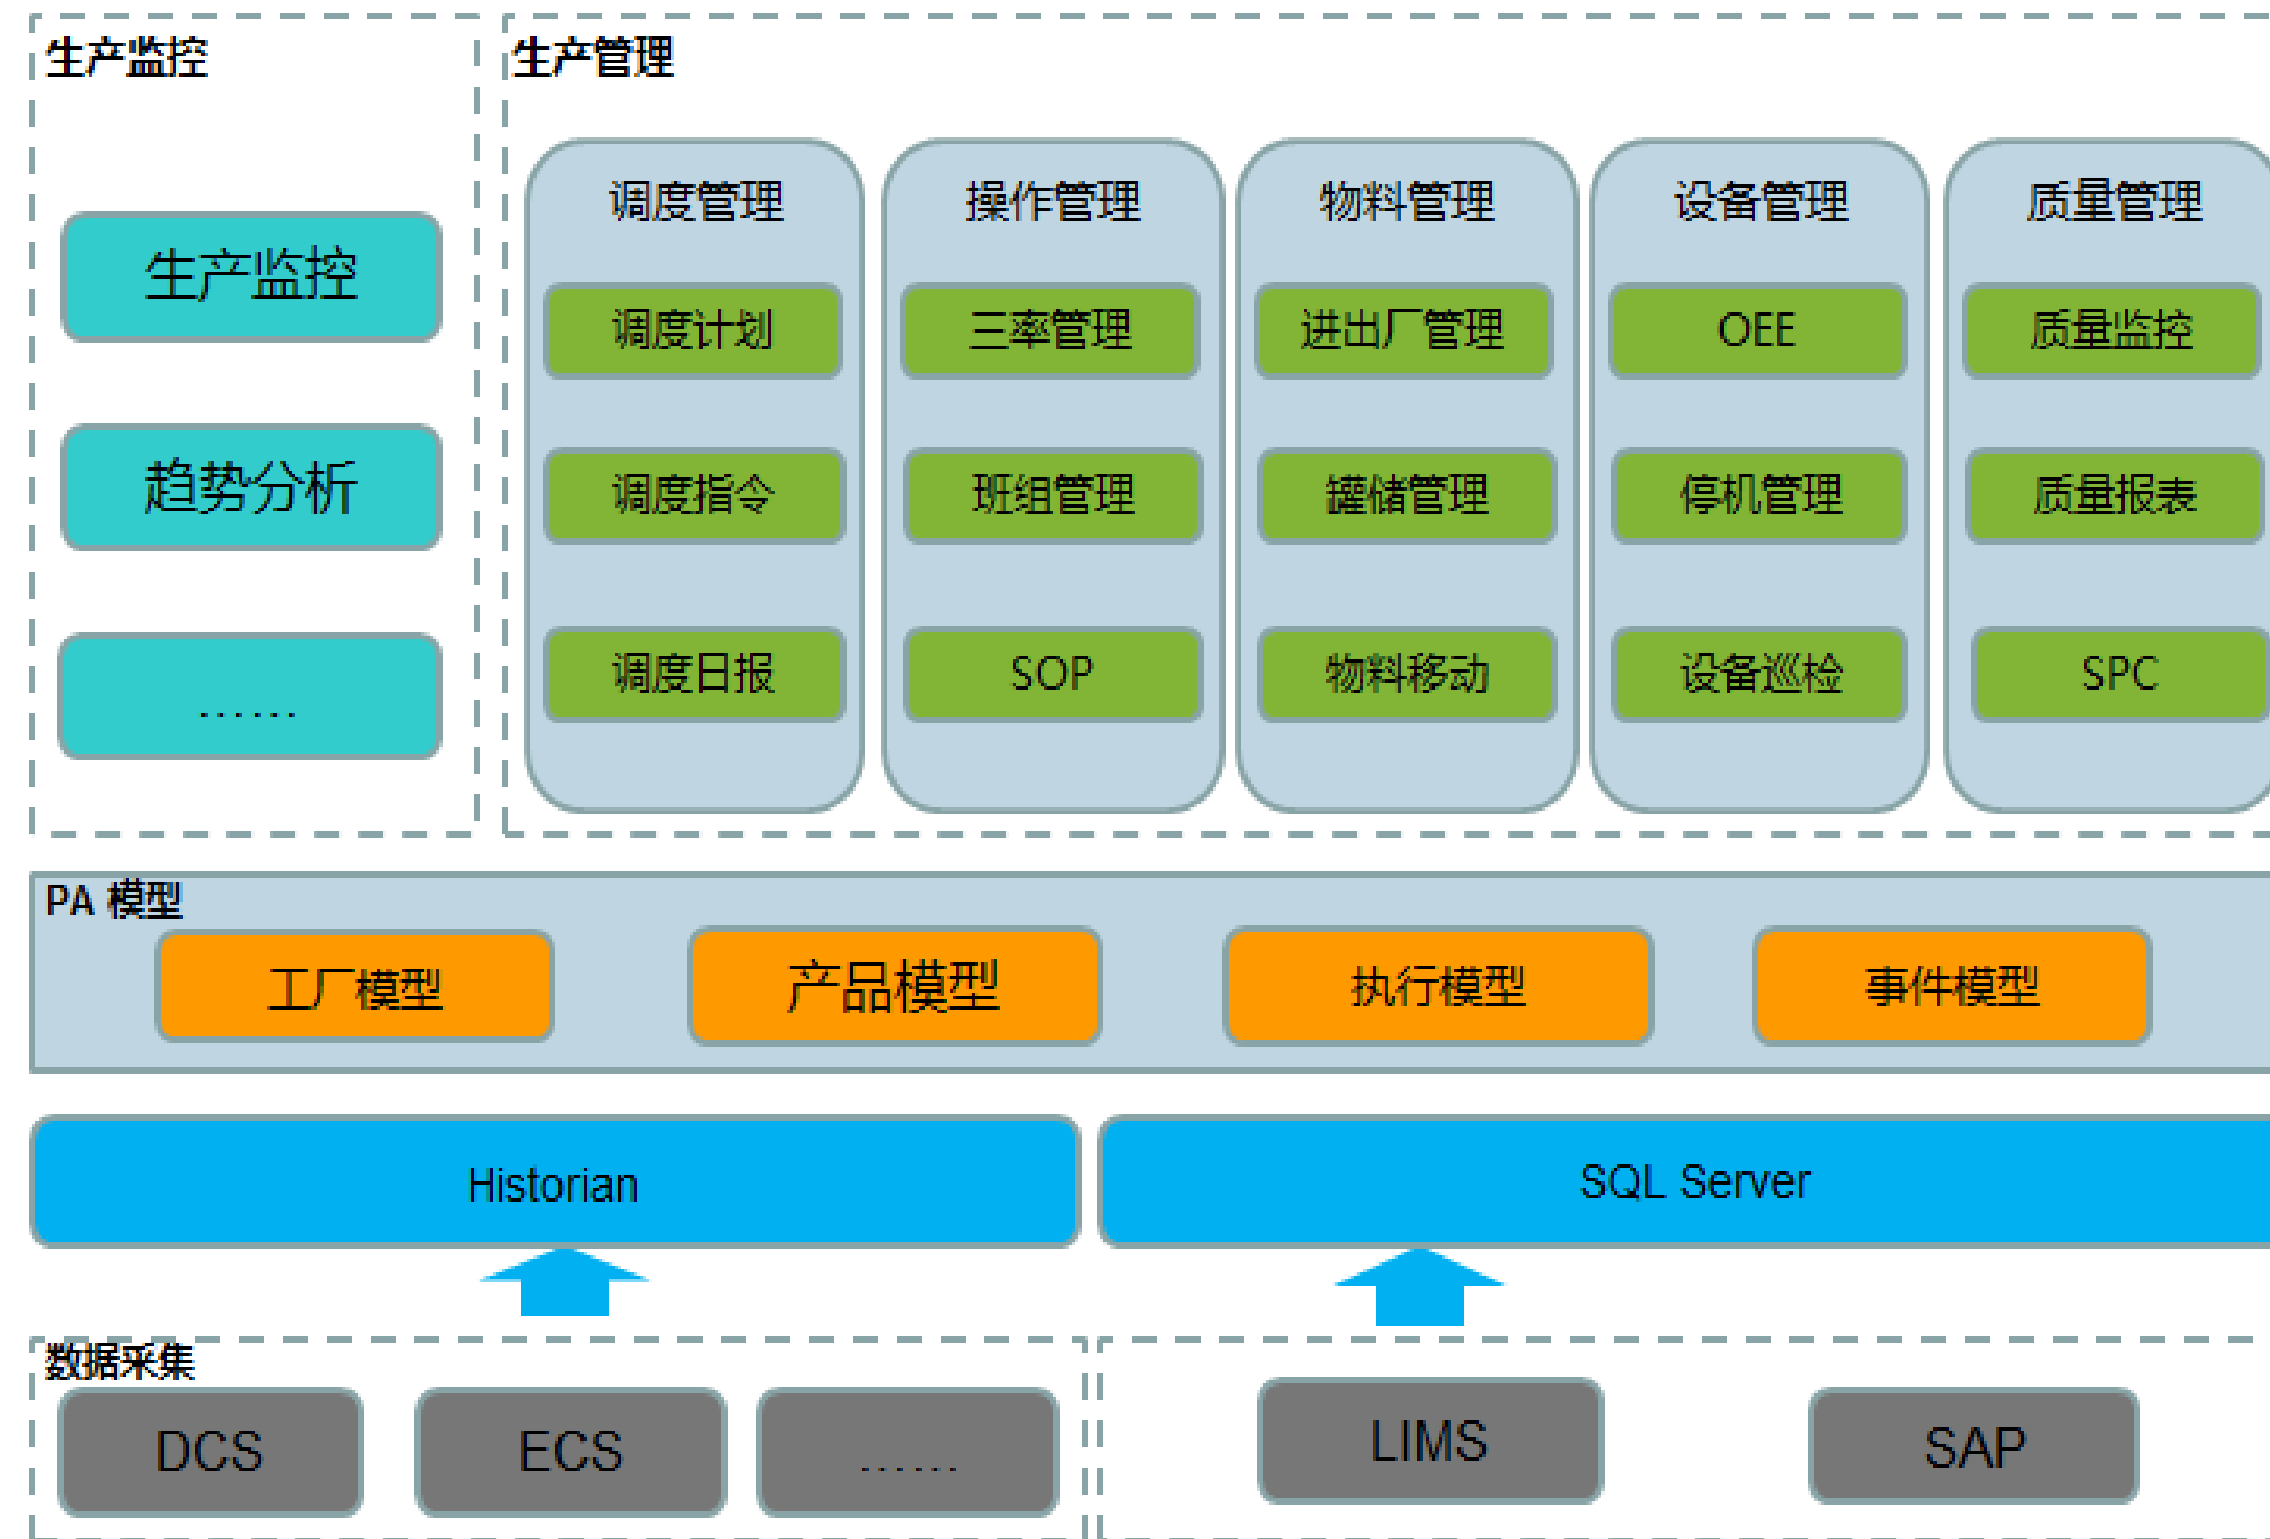 生产监控
生产监控
趋势分析
……
生产管理
调度管理
调度计划
调度指令
调度日报
操作管理
三率管理
班组管理
SOP
物料管理
进出厂管理
罐储管理
物料移动
设备管理
OEE
停机管理
设备巡检
质量管理
质量监控
质量报表
SPC
PA 模型
工厂模型
产品模型
执行模型
事件模型
Historian
SQL Server
数据采集
DCS
ECS
……
LIMS
SAP